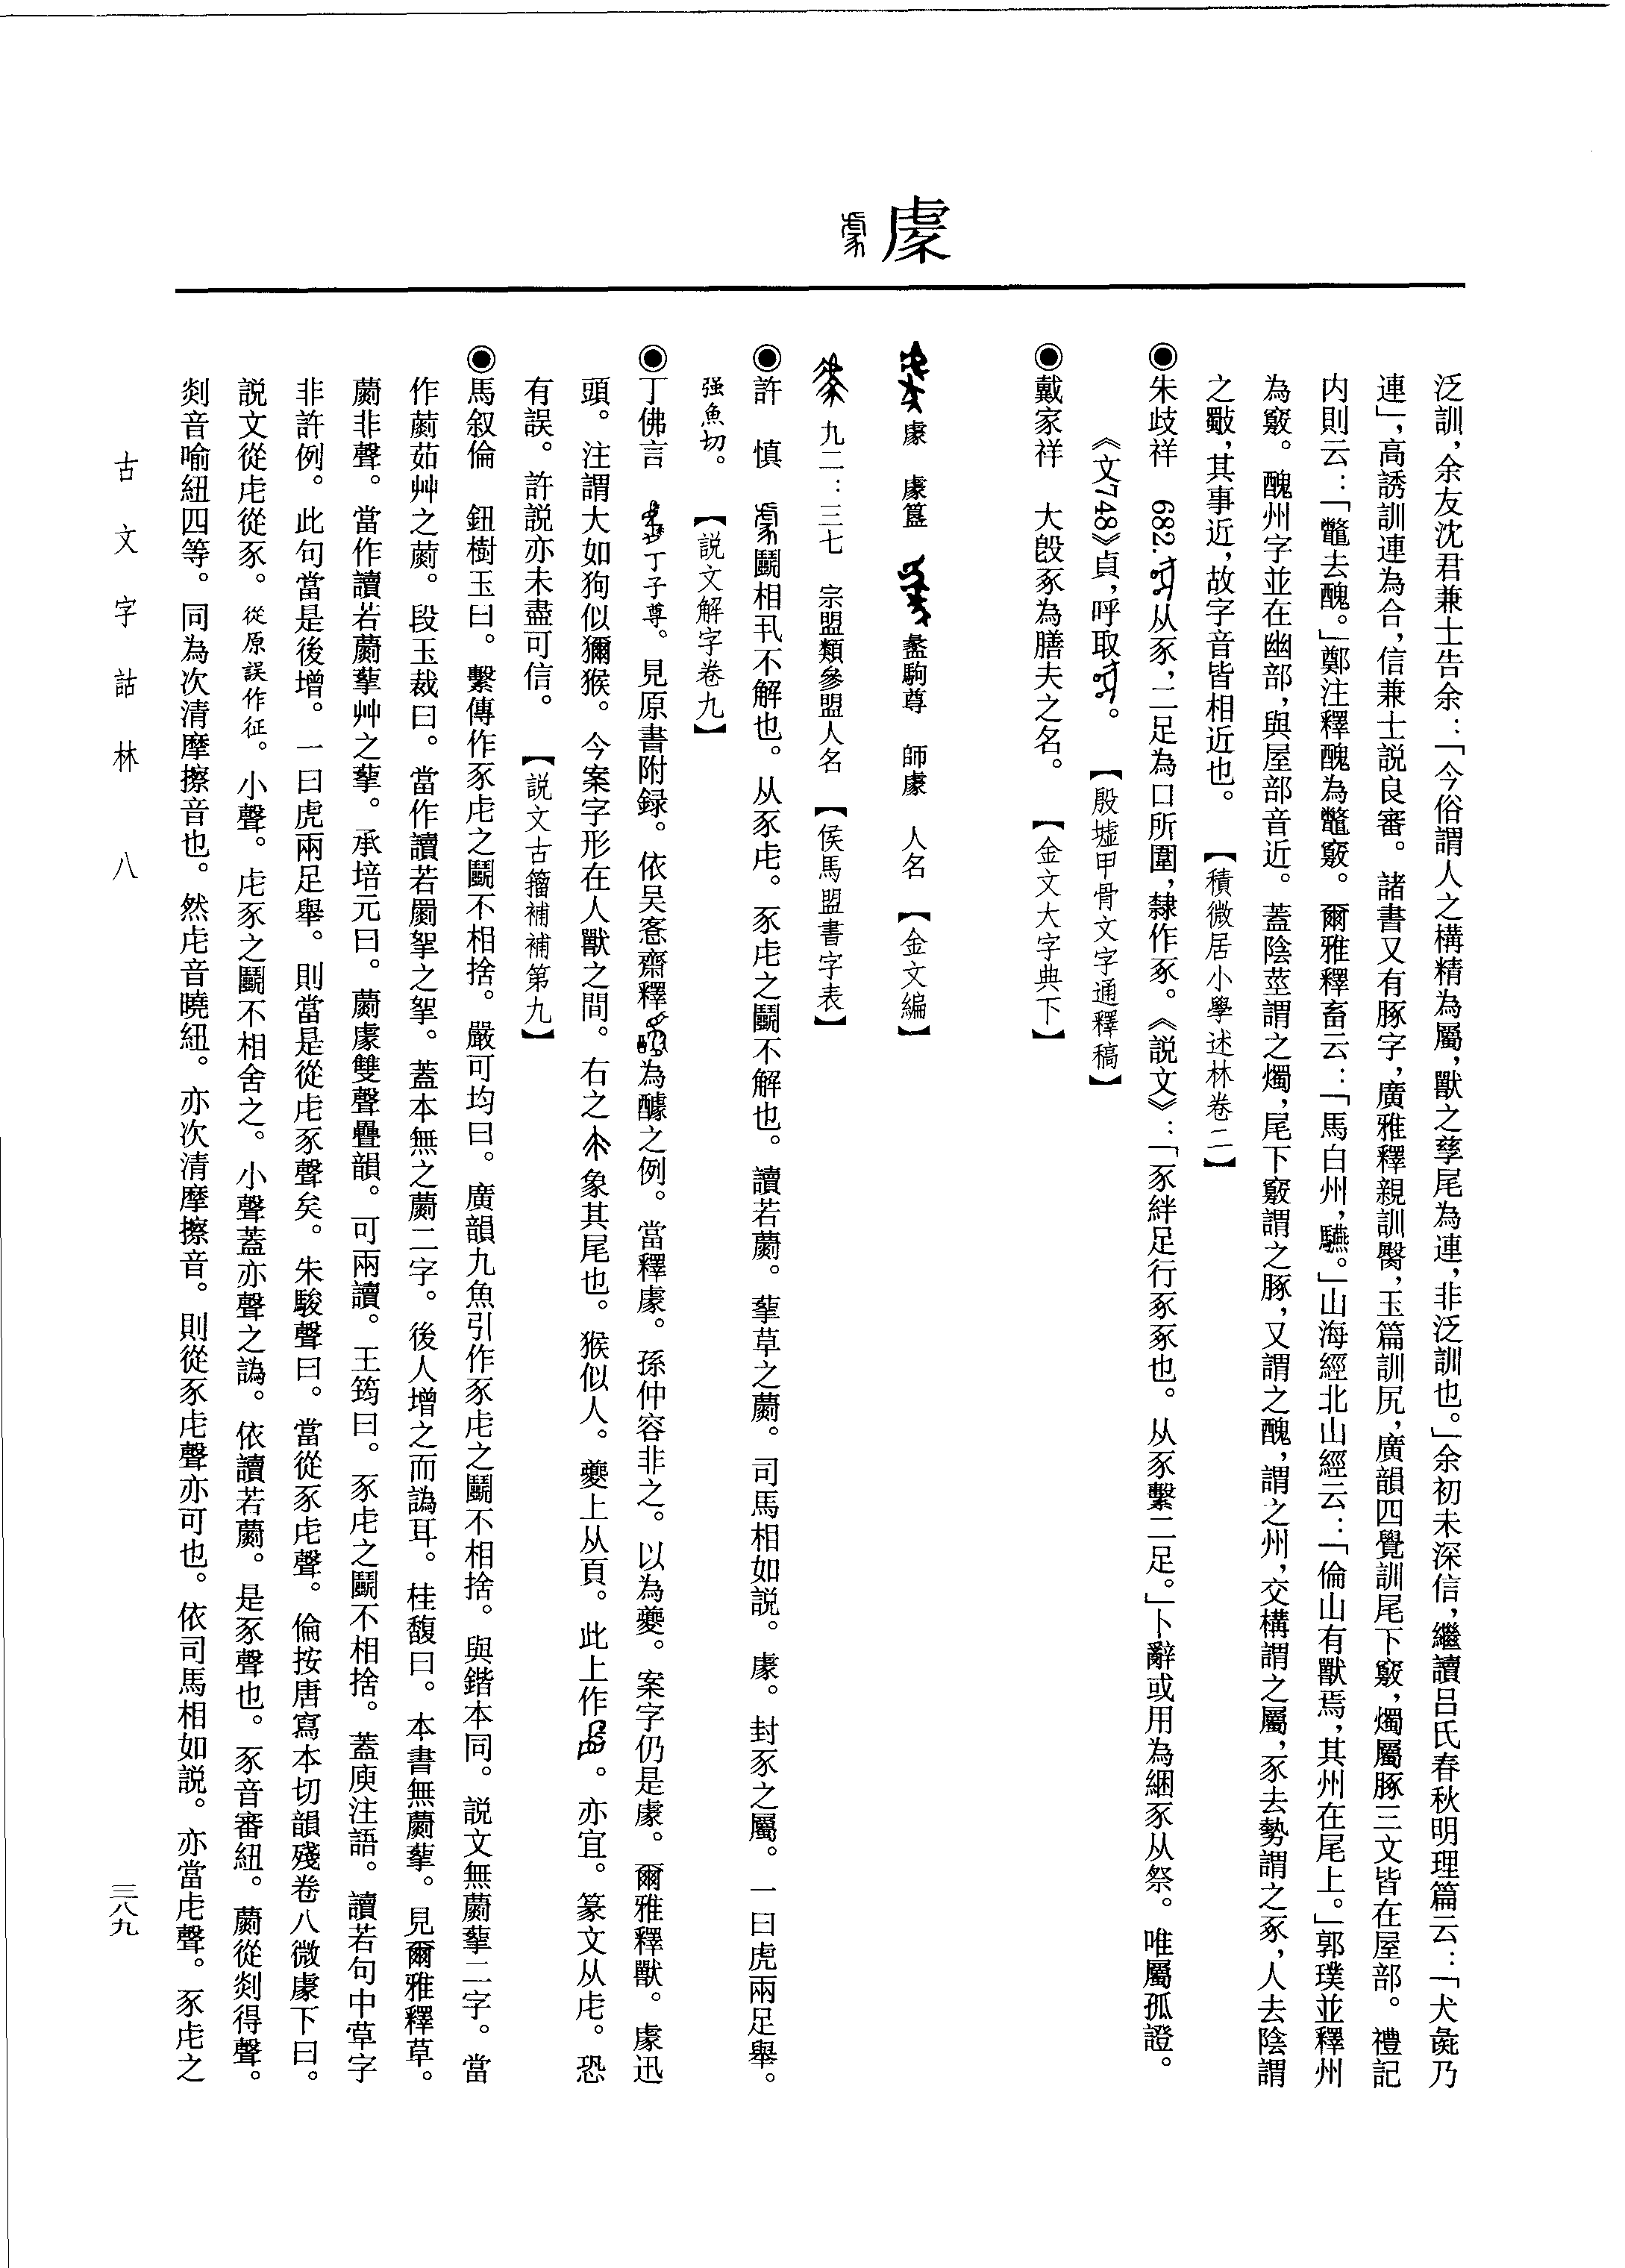 豦
泛訓，余友沈君兼士告余：「今俗謂人之構精為屬，獸之孳尾為連，非泛訓也。」余初未深信，繼讀呂氏春秋明理篇云：「犬彘乃
連」，高誘訓連為合，信兼士説良審。諸書又有豚字，廣雅釋親訓臀，玉篇訓尻，廣韻四覺訓尾下竅，燭屬豚三文皆在屋部。禮記
内則云：「鼈去醜。」鄭注釋醜為鼈竅。爾雅釋畜云：「馬白州，驠。」山海經北山經云：「倫山有獸焉，其州在尾上。」郭璞並釋州
為竅。醜州字並在幽部，與屋部音近。蓋陰莖謂之燭，尾下竅謂之豚，又謂之醜，謂之州，交構謂之屬，豖去勢謂之豖，人去陰謂
之斀，其事近，故字音皆相近也。【積微居小學述林卷二】
◉朱歧祥　682.从豕，二足為口所圍，隸作豖。《説文》：「豕絆足行豖豖也。从豕繫二足。」卜辭或用為綑豕从祭。唯屬孤證。
《文748》貞，呼取。【殷墟甲骨文字通釋稿】
◉戴家祥　大𣪘豖為膳夫之名。【金文大字典下】
豦　豦簋　盠駒尊　師豦　人名　【金文編】
九二：三七　宗盟類參盟人名　【侯馬盟書字表】
◉許　慎　鬭相丮不解也。从豕虍。豕虍之鬭不解也。讀若蘮。蘮草之蘮。司馬相如説。豦。封豕之屬。一曰虎兩足舉。
强魚切。　【説文解字卷九】
◉丁佛言　丁子尊。見原書附録。依吴愙齋釋為醵之例。當釋豦。孫仲容非之。以為夔。案字仍是豦。爾雅釋獸。豦迅
頭。注謂大如狗似獼猴。今案字形在人獸之間。右之象其尾也。猴似人。夔上从頁。此上作。亦宜。篆文从虍。恐
有誤。許説亦未盡可信。　【説文古籀補補第九】
◉馬叙倫　鈕樹玉曰。繫傳作豕虍之鬭不相捨。嚴可均曰。廣韻九魚引作豕虍之鬭不相捨。與鍇本同。説文無蘮䓆二字。當
作蘮茹艸之蘮。段玉裁曰。當作讀若罽挐之挐。蓋本無之蘮二字。後人增之而譌耳。桂馥曰。本書無蘮䓆。見爾雅釋草。
蘮非聲。當作讀若蘮䓆艸之䓆。承培元曰。蘮豦雙聲疊韻。可兩讀。王筠曰。豕虍之鬭不相捨。蓋庾注語。讀若句中草字
非許例。此句當是後增。一曰虎兩足舉。則當是從虍豕聲矣。朱駿聲曰。當從豕虍聲。倫按唐寫本切韻殘卷八微豦下曰。
説文從虍從豕。從原誤作征。小聲。虍豕之鬭不相舍之。小聲蓋亦聲之譌。依讀若蘮。是豕聲也。豕音審紐。蘮從剡得聲。
剡音喻紐四等。同為次清摩擦音也。然虍音曉紐。亦次清摩擦音。則從豕虍聲亦可也。依司馬相如説。亦當虍聲。豕虍之
古文字詁林　八
三八九